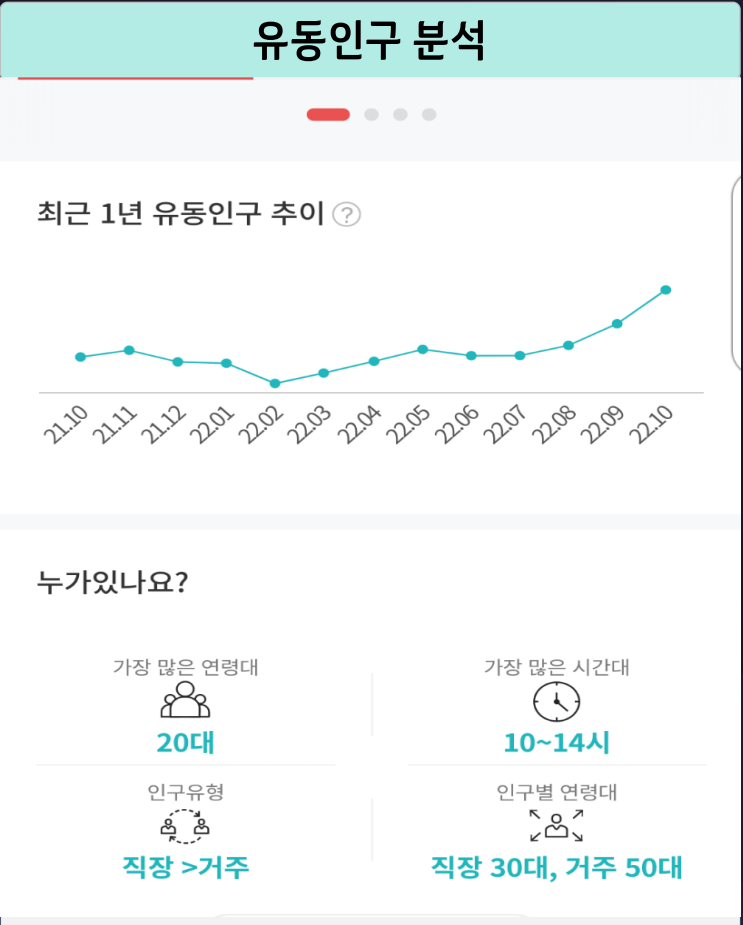 유동인구 분석
최근 1년 유동인구 추이 ?
21.10 21.11 21.12 22.01 22.02 22.03 22.04 22.05 22.06 22.07 22.08 22.09 22.10
누가있나요?
가장 많은 연령대
20대
가장 많은 시간대
10~14시
인구유형
직장 >거주
인구별 연령대
직장 30대, 거주 50대